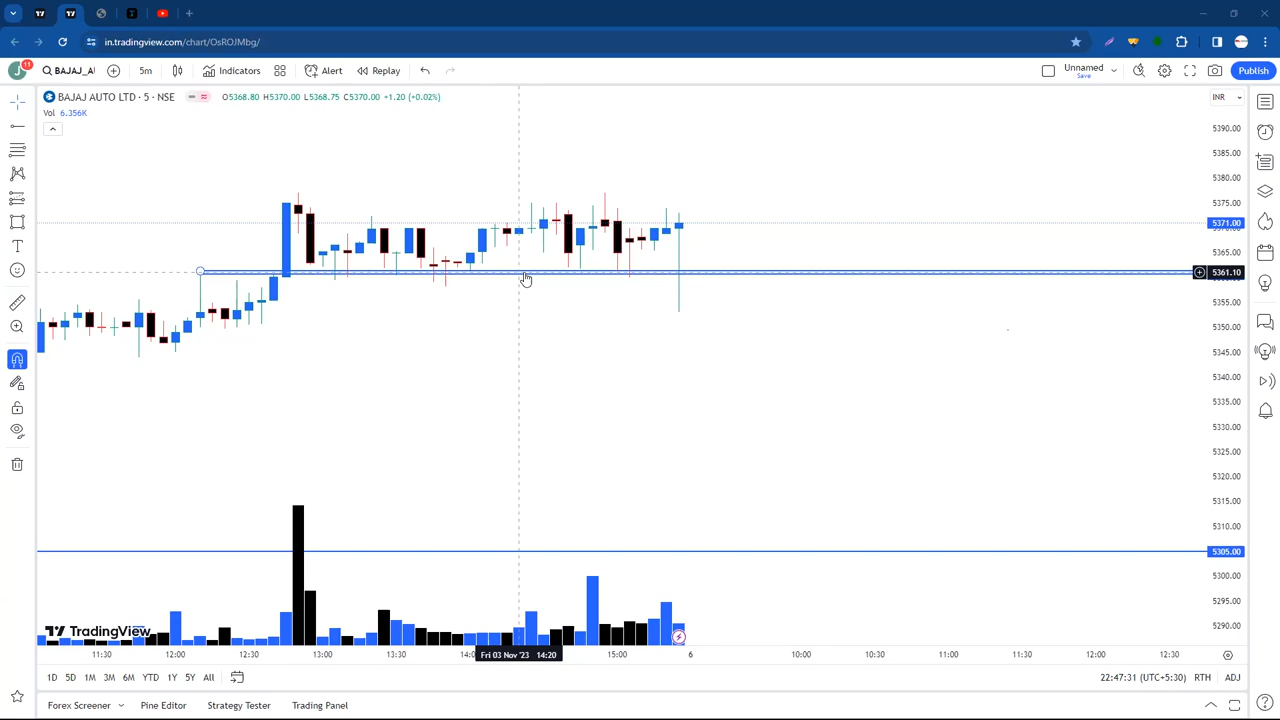 in.tradingview.com/chart/OsROJMbg/
J 11 BAJAJ_AU 5m Indicators Alert Replay Unnamed Save Publish
BAJAJ AUTO LTD · 5 · NSE O5368.80 H5370.00 L5368.75 C5370.00 +1.20 (+0.02%) INR
Vol 6.356K
5390.00
5385.00
5380.00
5375.00
5371.00
5365.00
5361.10
5355.00
5350.00
5345.00
5340.00
5335.00
5330.00
5325.00
5320.00
5315.00
5310.00
5305.00
5300.00
5295.00
5290.00
TradingView
11:30 12:00 12:30 13:00 13:30 14:0 Fri 03 Nov '23 14:20 15:00 6 10:00 10:30 11:00 11:30 12:00 12:30
1D 5D 1M 3M 6M YTD 1Y 5Y All 22:47:31 (UTC+5:30) RTH ADJ
Forex Screener Pine Editor Strategy Tester Trading Panel